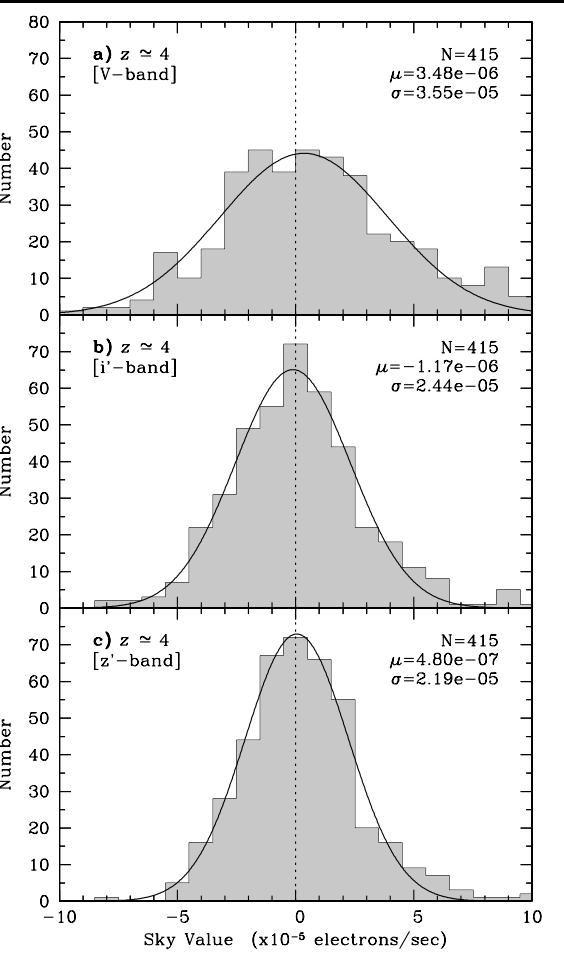 80
70
60
50
40
30
20
10
0
Number
a) z ≃ 4
[V-band]
N=415
μ=3.48e-06
σ=3.55e-05
70
60
50
40
30
20
10
0
Number
b) z ≃ 4
[i'-band]
N=415
μ=-1.17e-06
σ=2.44e-05
70
60
50
40
30
20
10
0
Number
c) z ≃ 4
[z'-band]
N=415
μ=4.80e-07
σ=2.19e-05
-10 -5 0 5 10
Sky Value (x10⁻⁵ electrons/sec)